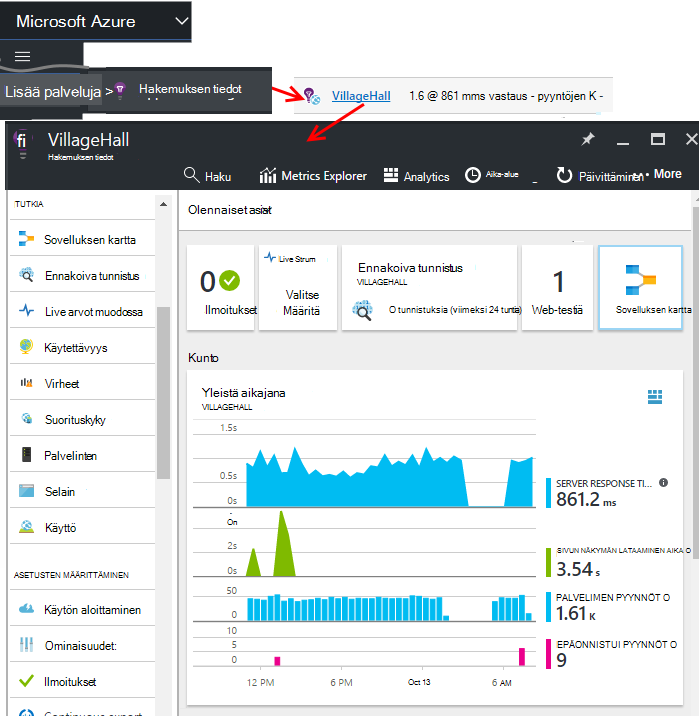 Microsoft Azure
Lisää palveluja >
Hakemuksen tiedot
VillageHall
1.6 @ 861 mms vastaus - pyyntöjen K -
fi
VillageHall
Hakemuksen tiedot
Haku
Metrics Explorer
Analytics
Aika-alue
Päivittäminen
More
TUTKIA
Sovelluksen kartta
Ennakoiva tunnistus
Live arvot muodossa
Käytettävyys
Virheet
Suorituskyky
Palvelinten
Selain
Käyttö
ASETUSTEN MÄÄRITTÄMINEN
Käytön aloittaminen
Ominaisuudet:
Ilmoitukset
Continuous export
Olennaiset asiat
0
Ilmoitukset
Live Strum
Valitse
Määritä
Ennakoiva tunnistus
VILLAGEHALL
0 tunnistuksia (viimeksi 24 tuntia)
1
Web-testiä
Sovelluksen kartta
Kunto
Yleistä aikajana
VILLAGEHALL
1.5s
0.5s
0s
On
2s
0s
50
0
10
5
0
12 PM
6 PM
Oct 13
6 AM
SERVER RESPONSE TI...
861.2 ms
SIVUN NÄKYMÄN LATAAMINEN AIKA O
3.54 s
PALVELIMEN PYYNNÖT O
1.61 K
EPÄONNISTUI PYYNNÖT O
9